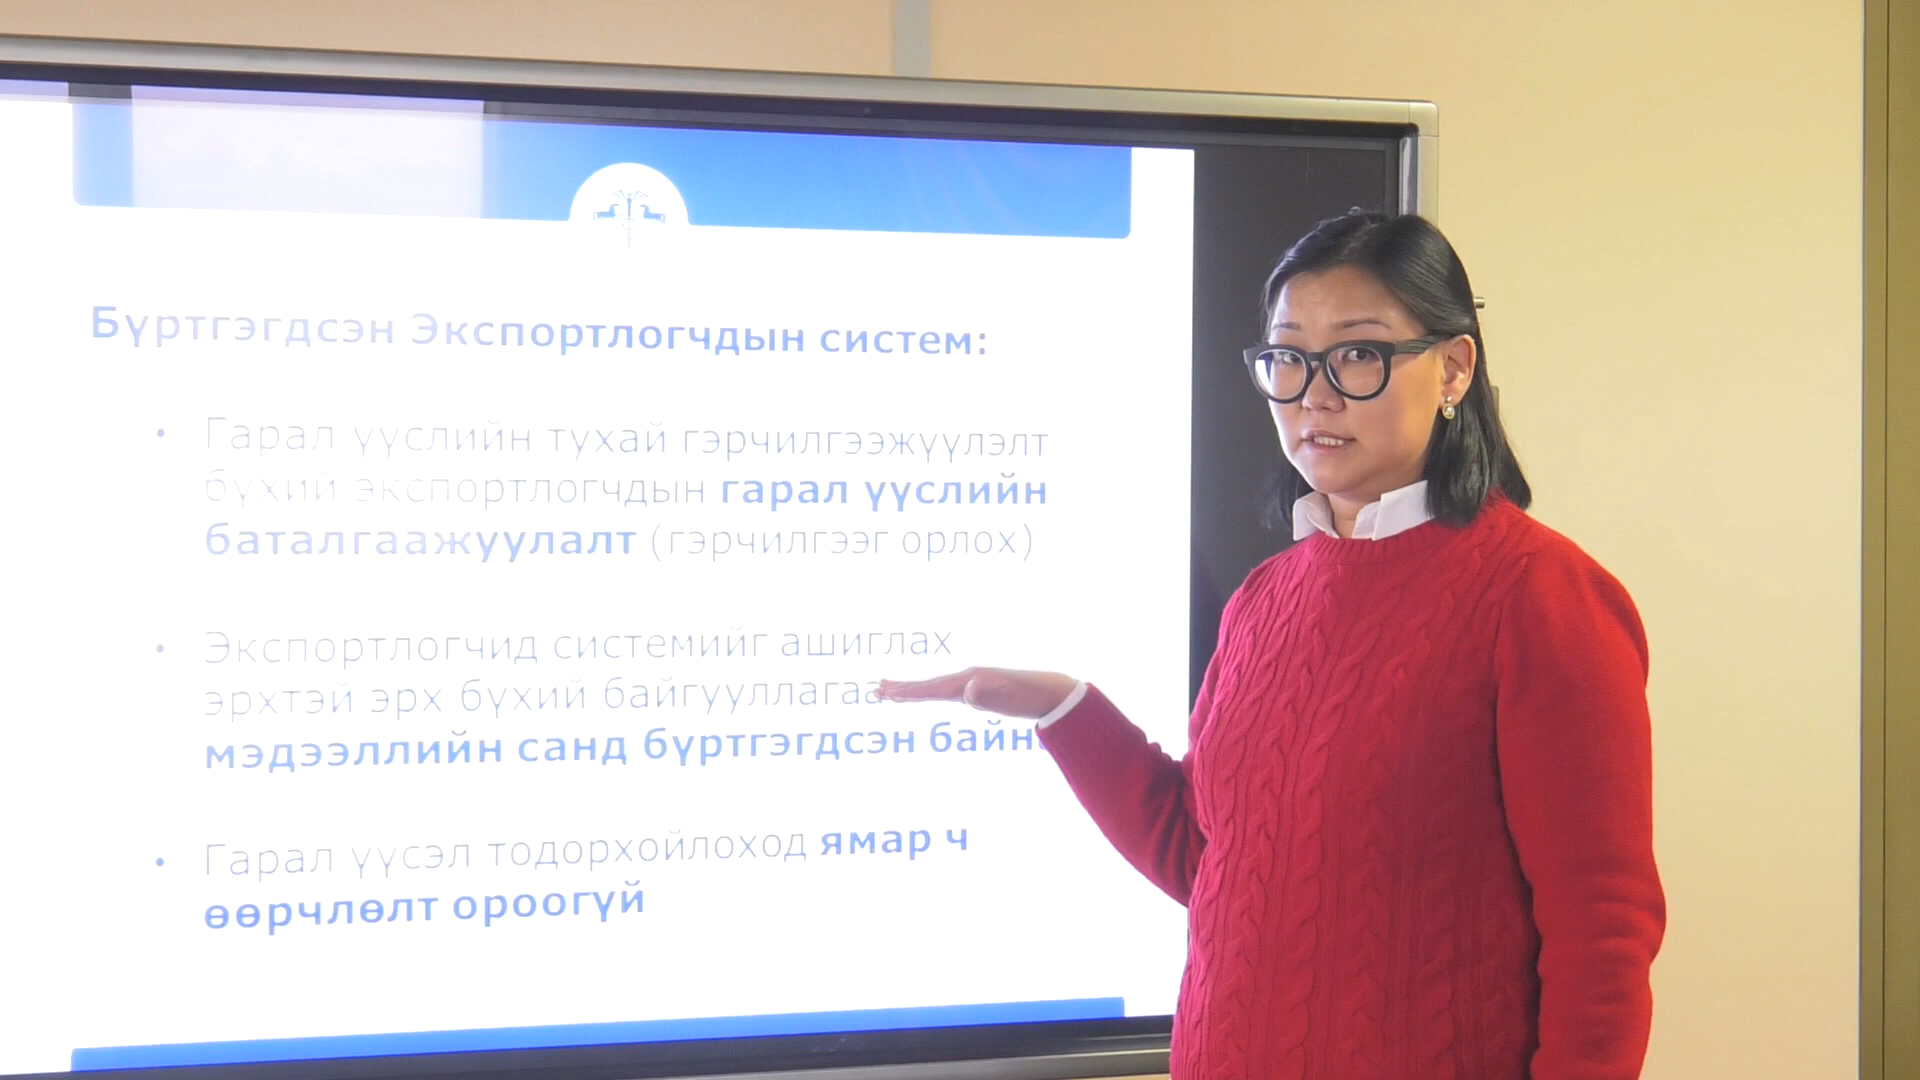 Бүртгэгдсэн Экспортлогчдын систем:
• Гарал үүслийн тухай гэрчилгээжүүлэлт
бүхий экспортлогчдын гарал үүслийн
баталгаажуулалт (гэрчилгээг орлох)
• Экспортлогчид системийг ашиглах
эрхтэй эрх бүхий
мэдээллийн санд бүртгэгдсэн
• Гарал үүсэл тодорхойлоход ямар ч
өөрчлөлт ороогүй